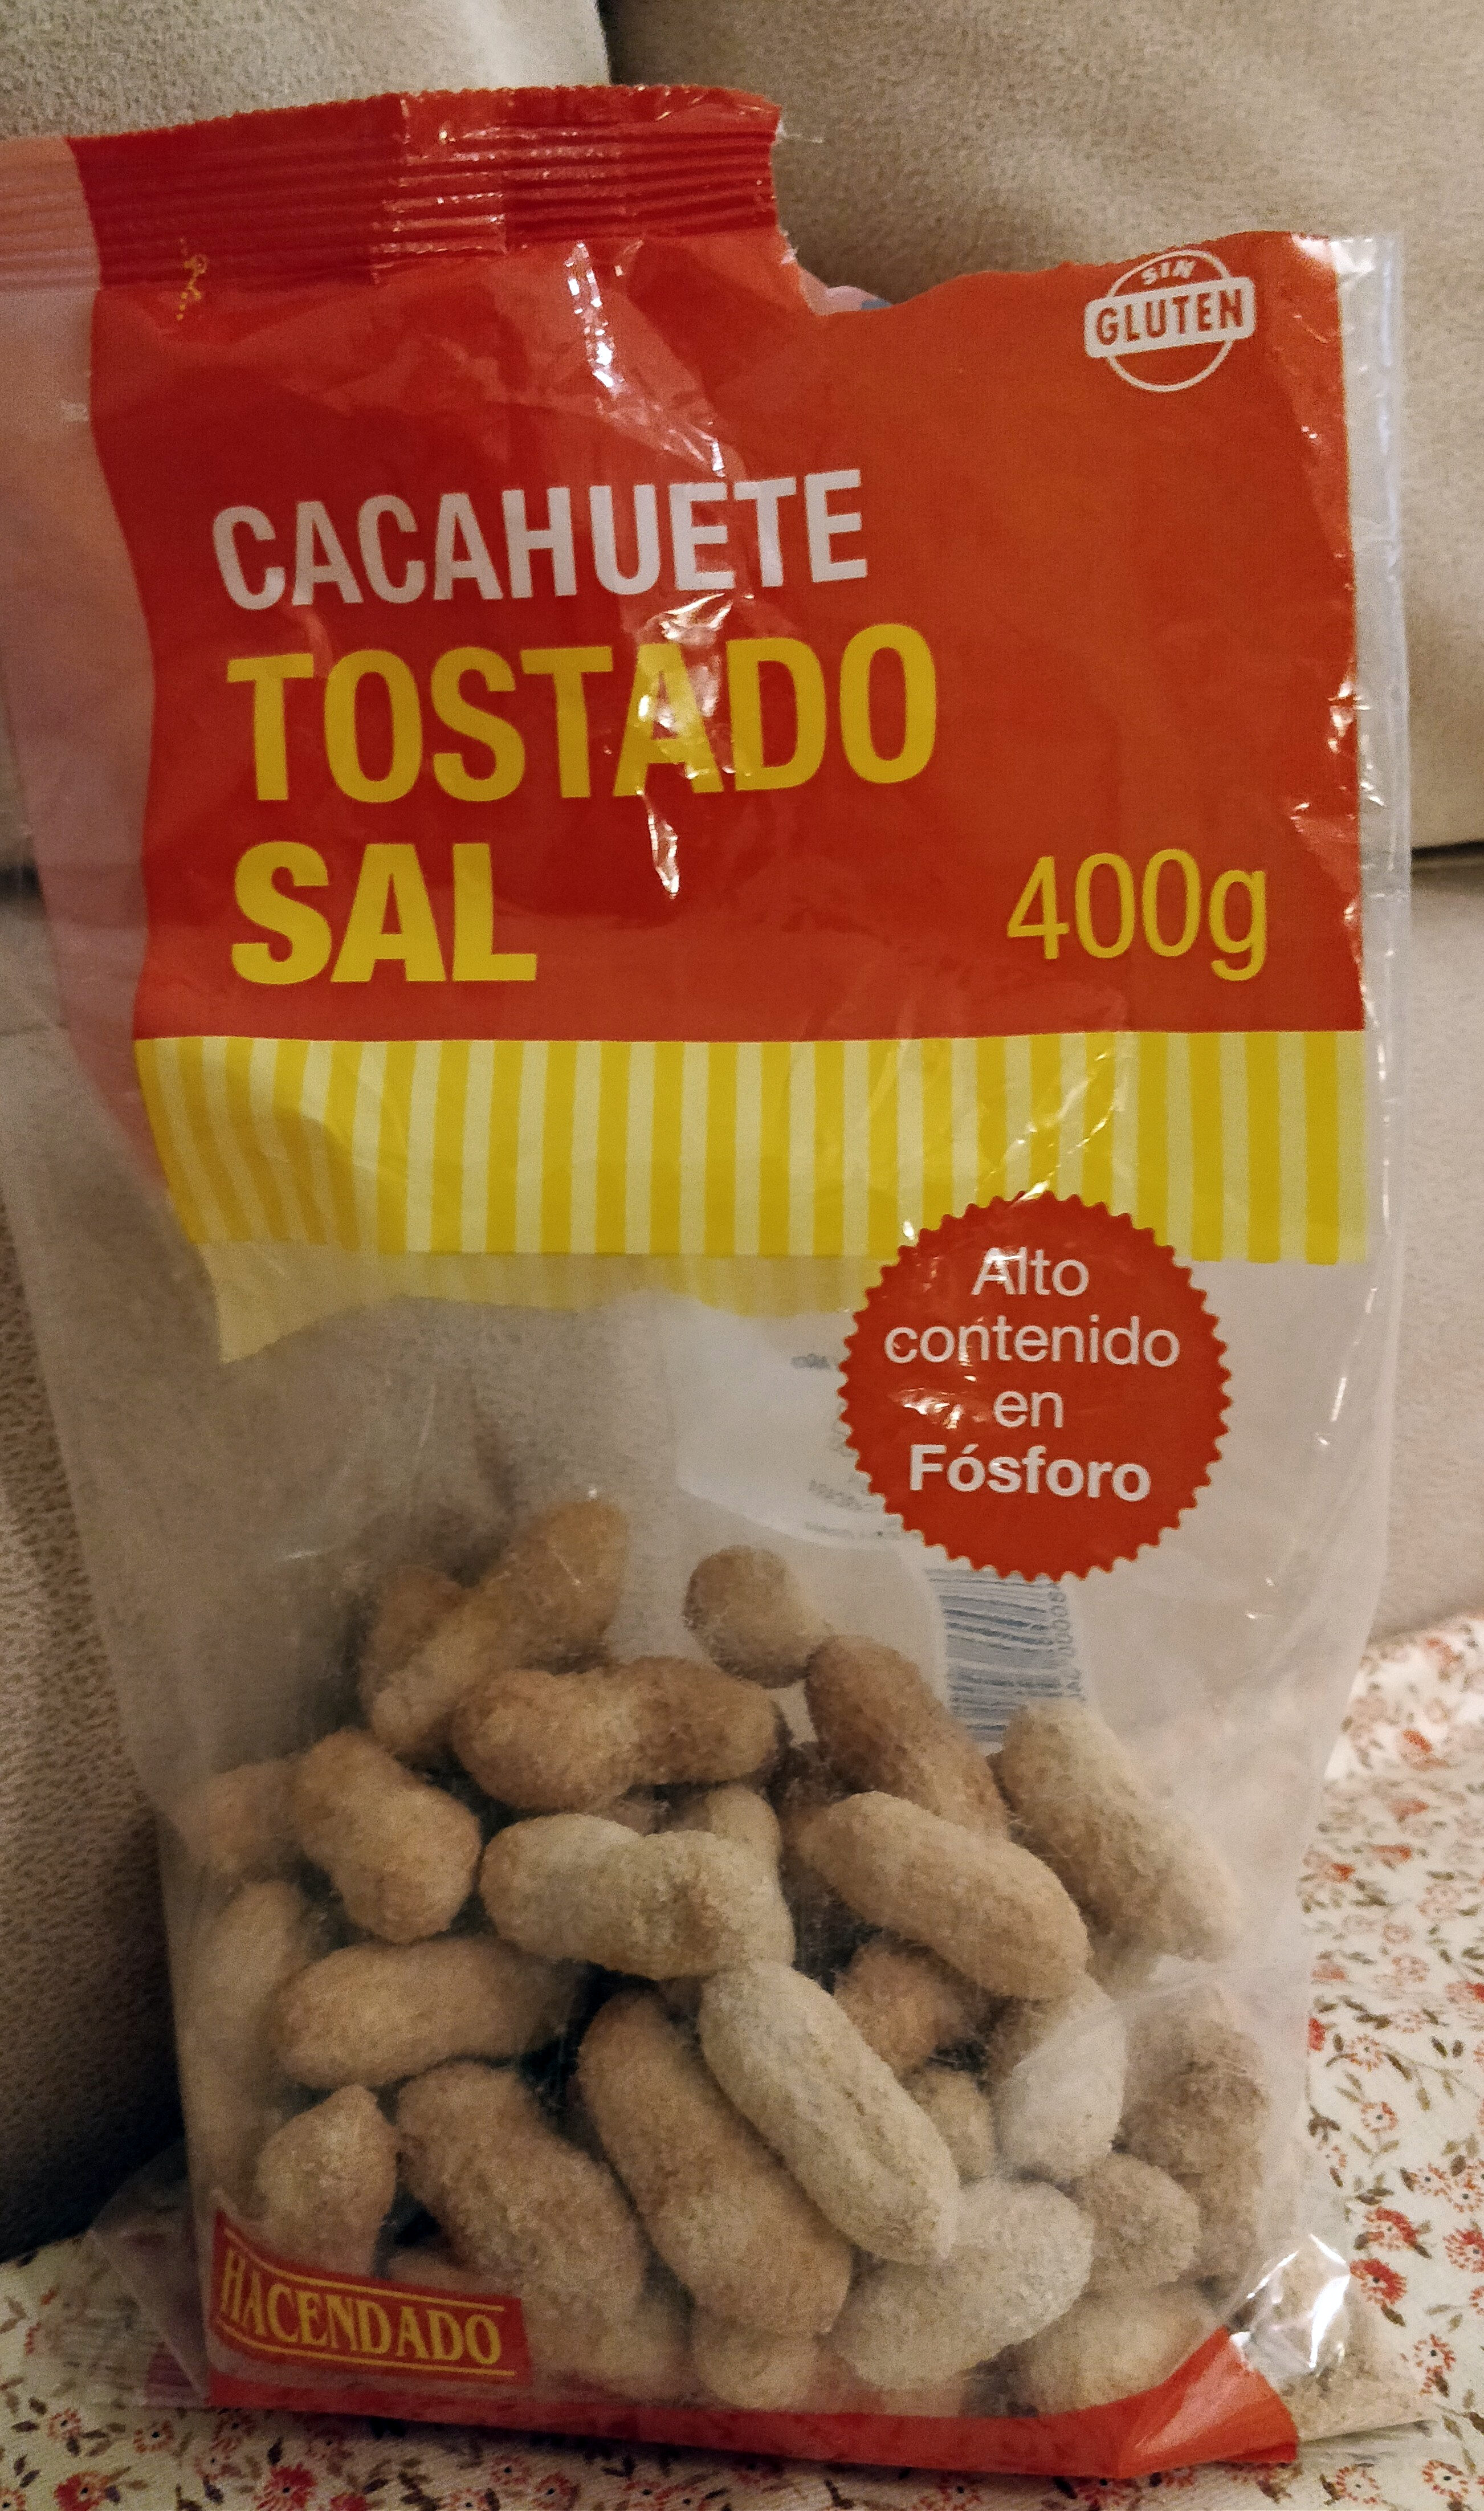 SIN
GLUTEN
CACAHUETE
TOSTADO
SAL
400g
Alto
contenido
en
Fósforo
HACENDADO